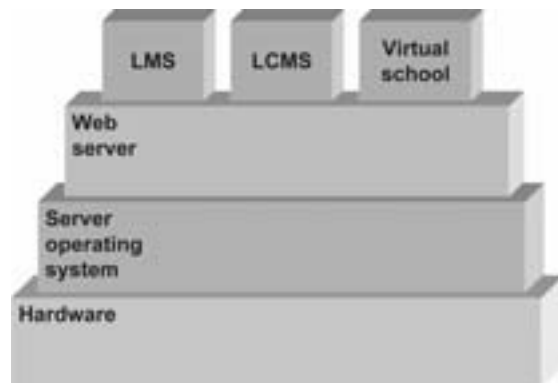 LMS
LCMS
Virtual
school
Web
server
Server
operating
system
Hardware